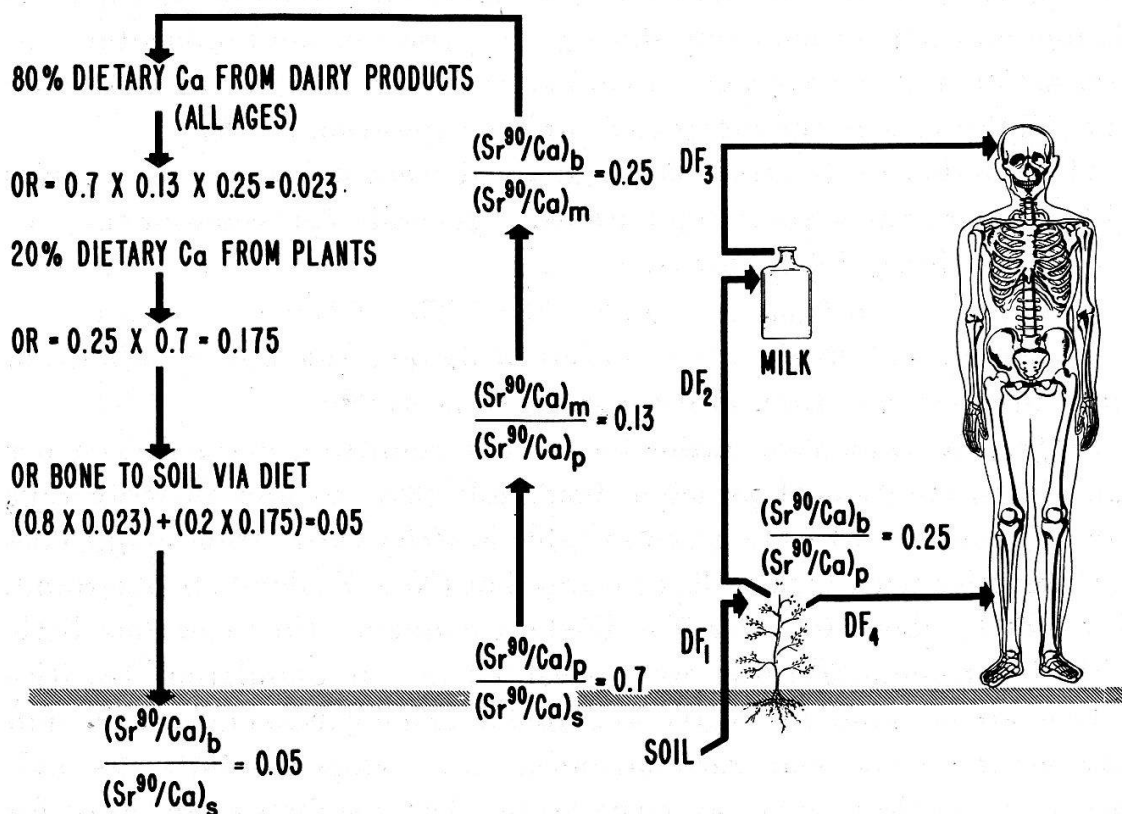 80% DIETARY Ca FROM DAIRY PRODUCTS
(ALL AGES)
OR = 0.7 X 0.13 X 0.25 = 0.023
20% DIETARY Ca FROM PLANTS
OR = 0.25 X 0.7 = 0.175
OR BONE TO SOIL VIA DIET
(0.8 X 0.023) + (0.2 X 0.175) = 0.05
(Sr⁹⁰/Ca)b
(Sr⁹⁰/Ca)s = 0.05
(Sr⁹⁰/Ca)b
(Sr⁹⁰/Ca)m = 0.25
(Sr⁹⁰/Ca)m
(Sr⁹⁰/Ca)p = 0.13
(Sr⁹⁰/Ca)p
(Sr⁹⁰/Ca)s = 0.7
DF₃
MILK
DF₂
(Sr⁹⁰/Ca)b
(Sr⁹⁰/Ca)p = 0.25
DF₁
DF₄
SOIL